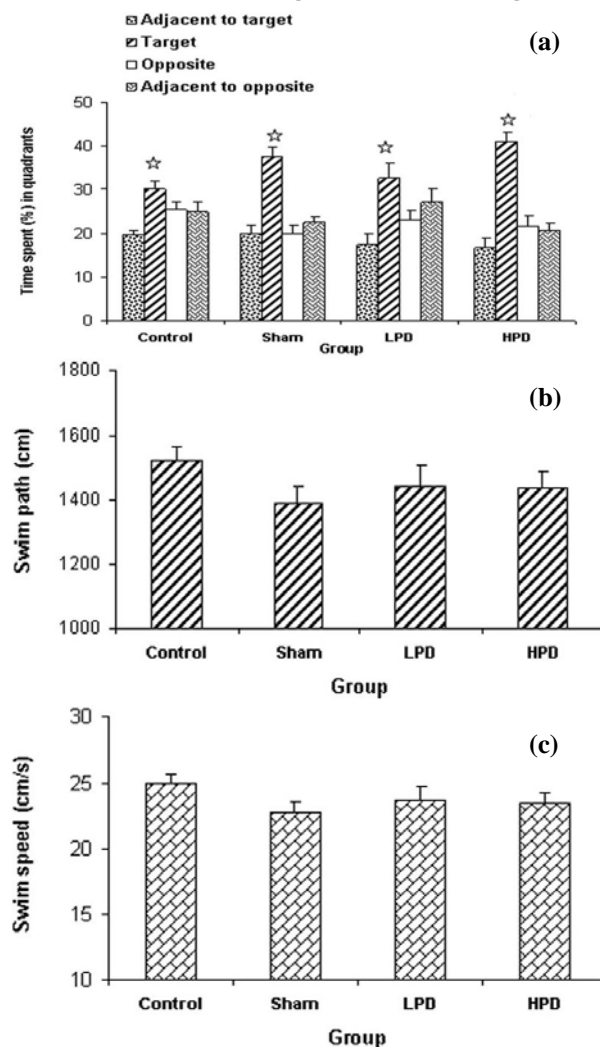 Adjacent to target
Target
Opposite
Adjacent to opposite
(a)
Time spent (%) in quadrants
50
40
30
20
10
0
Control Sham LPD HPD
Group
(b)
Swim path (cm)
1800
1600
1400
1200
1000
Control Sham LPD HPD
Group
(c)
Swim speed (cm/s)
30
25
20
15
10
Control Sham LPD HPD
Group